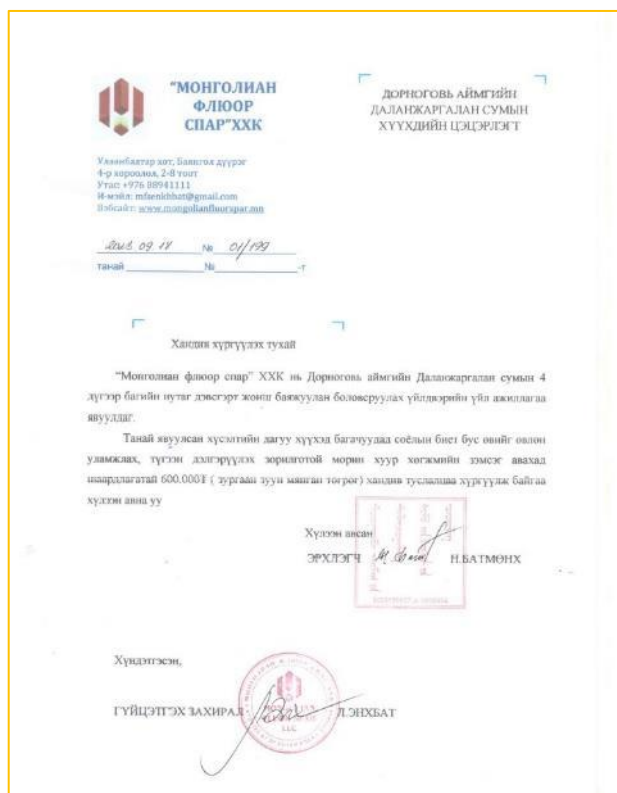 "МОНГОЛИАН
ФЛЮОР
СПАР"ХХК
ДОРНОГОВЬ АЙМГИЙН
ДАЛАНЖАРГАЛАН СУМЫН
ХҮҮХДИЙН ЦЭЦЭРЛЭГТ
Улаанбаатар хот, Баянгол дүүрэг
4-р хороолол, 2-8 тоот
Утас: +976 88941111
И-мэйл: mfaenkhbat@gmail.com
Вэбсайт: www.mongolianfluorspar.mn
09 18 № 01/199
танай № -т
Хандив хүргүүлэх тухай
"Монголиан флюор спар" ХХК нь Дорноговь аймгийн Даланжаргалан сумын 4
дүгээр багийн нутаг дэвсгэрт жонш баяжуулан боловсруулах үйлдвэрийн үйл ажиллагаа
явуулдаг.
Танай явуулсан хүсэлтийн дагуу хүүхэд багачуудад соёлын биет бус өвийг өвлөн
уламжлах, түгээн дэлгэрүүлэх зорилготой морин хуур хөгжмийн зэмсэг авахад
шаардлагатай 600.000₮ ( зургаан зуун мянган төгрөг) хандив тусламжаа хүргүүлж байгаа
хүлээн авна уу
Хүлээн авсан
ЭРХЛЭГЧ Н.БАТМӨНХ
Хүндэтгэсэн,
ГҮЙЦЭТГЭХ ЗАХИРАЛ Л.ЭНХБАТ
LLC